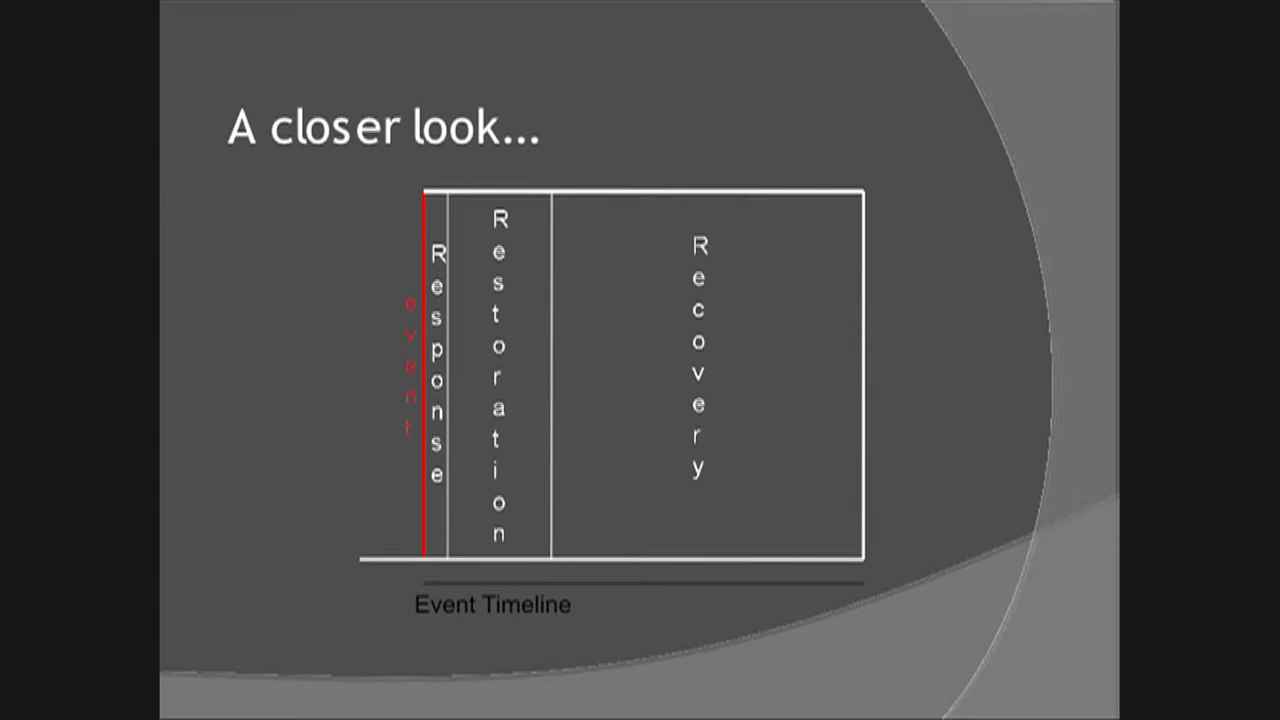 A closer look...
event
Response
Restoration
Recovery
Event Timeline